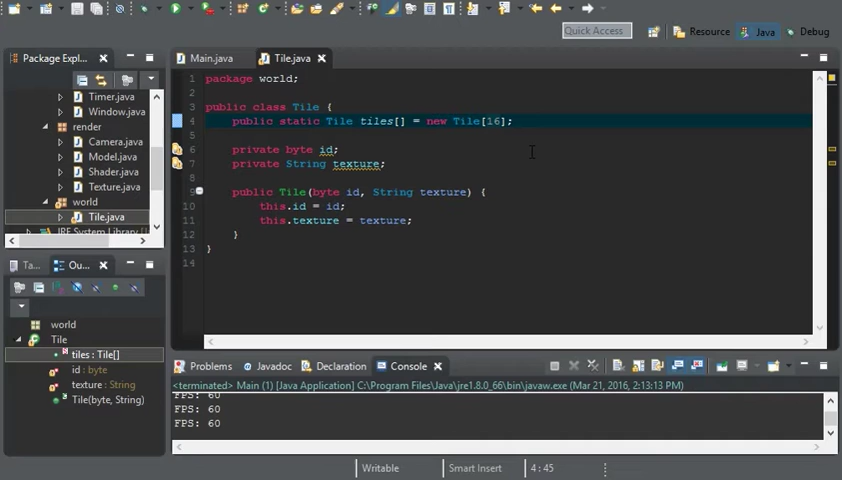 Quick Access
Resource
Java
Debug
Package Expl...
Main.java
Tile.java
Timer.java
Window.java
render
Camera.java
Model.java
Shader.java
Texture.java
world
Tile.java
JRE System Library
1 package world;
2
3 public class Tile {
4 public static Tile tiles[] = new Tile[16];
5
6 private byte id;
7 private String texture;
8
9 public Tile(byte id, String texture) {
10 this.id = id;
11 this.texture = texture;
12 }
13 }
14
Ta...
Ou...
world
Tile
tiles : Tile[]
id : byte
texture : String
Tile(byte, String)
Problems
Javadoc
Declaration
Console
<terminated> Main (1) [Java Application] C:\Program Files\Java\jre1.8.0_66\bin\javaw.exe (Mar 21, 2016, 2:13:13 PM)
FPS: 60
FPS: 60
FPS: 60
Writable
Smart Insert
4 : 45